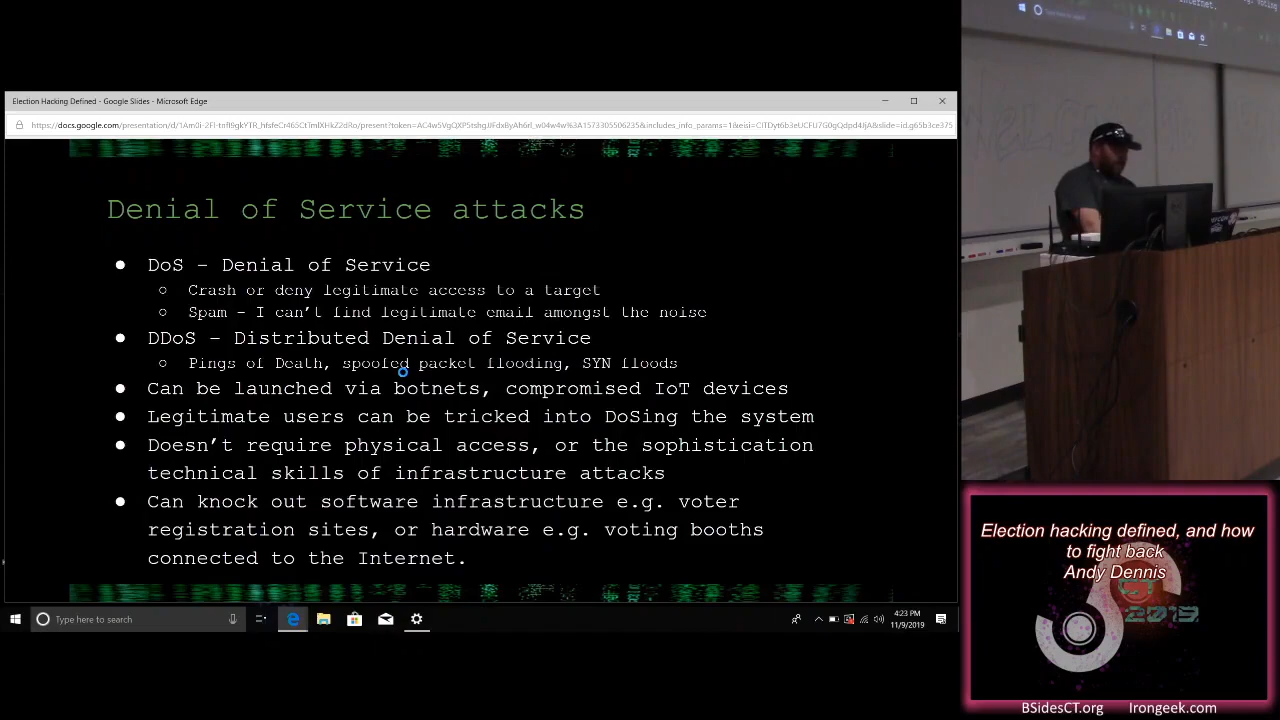 Election Hacking Defined - Google Slides - Microsoft Edge
Denial of Service attacks
● DoS – Denial of Service
○ Crash or deny legitimate access to a target
○ Spam – I can't find legitimate email amongst the noise
● DDoS – Distributed Denial of Service
○ Pings of Death, spoofed packet flooding, SYN floods
● Can be launched via botnets, compromised IoT devices
● Legitimate users can be tricked into DoSing the system
● Doesn't require physical access, or the sophistication
technical skills of infrastructure attacks
● Can knock out software infrastructure e.g. voter
registration sites, or hardware e.g. voting booths
connected to the Internet.
Type here to search
4:23 PM
11/9/2019
Election hacking defined, and how
to fight back
Andy Dennis
CT
2019
BSidesCT.org Irongeek.com